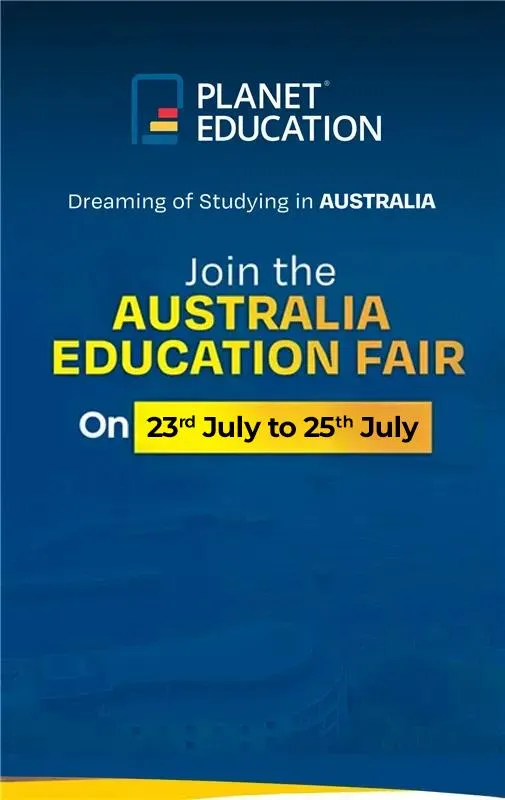 PLANET®
EDUCATION
Dreaming of Studying in AUSTRALIA
Join the
AUSTRALIA
EDUCATION FAIR
On 23rd July to 25th July